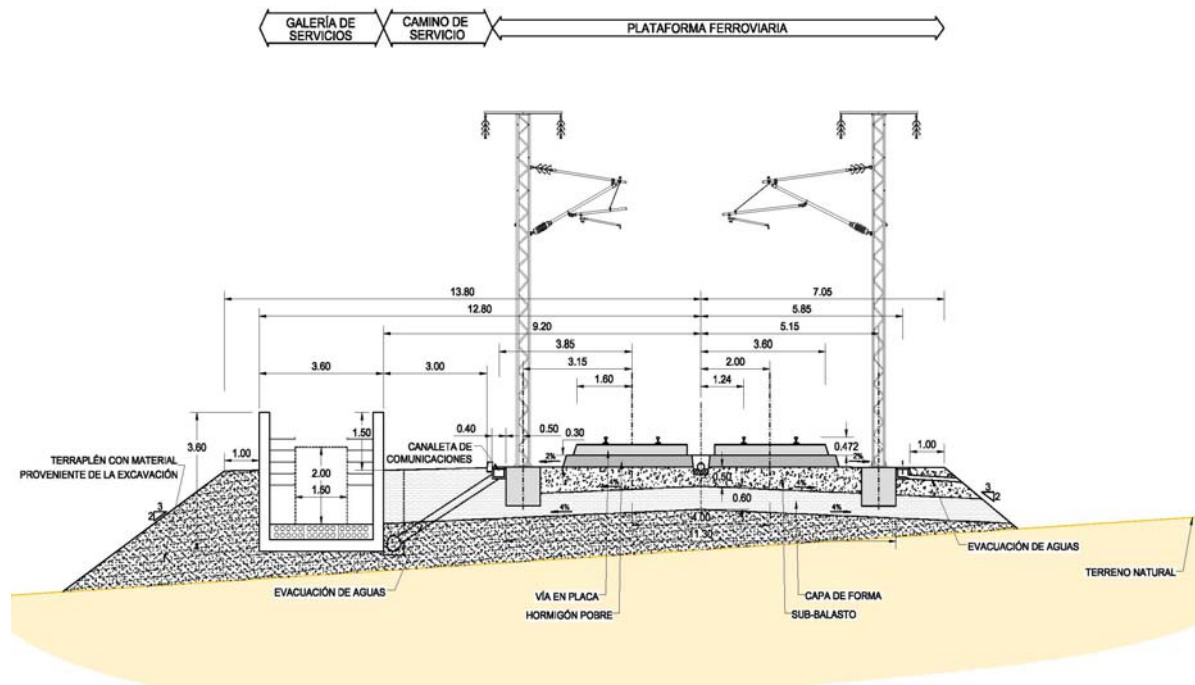 GALERÍA DE
SERVICIOS
CAMINO DE
SERVICIO
PLATAFORMA FERROVIARIA
13.80
7.05
12.80
5.85
9.20
5.15
3.85
3.60
3.60
3.00
3.15
2.00
1.60
1.24
0.40
0.50
0.30
0.472
1.00
3.60
1.50
CANALETA DE
COMUNICACIONES
2%
2%
TERRAPLÉN CON MATERIAL
PROVENIENTE DE LA EXCAVACIÓN
1.00
2.00
1.50
0.50
4%
4%
0.60
3
2
3
2
4%
4%
4.00
11.30
EVACUACIÓN DE AGUAS
TERRENO NATURAL
EVACUACIÓN DE AGUAS
VÍA EN PLACA
HORMIGÓN POBRE
CAPA DE FORMA
SUB-BALASTO